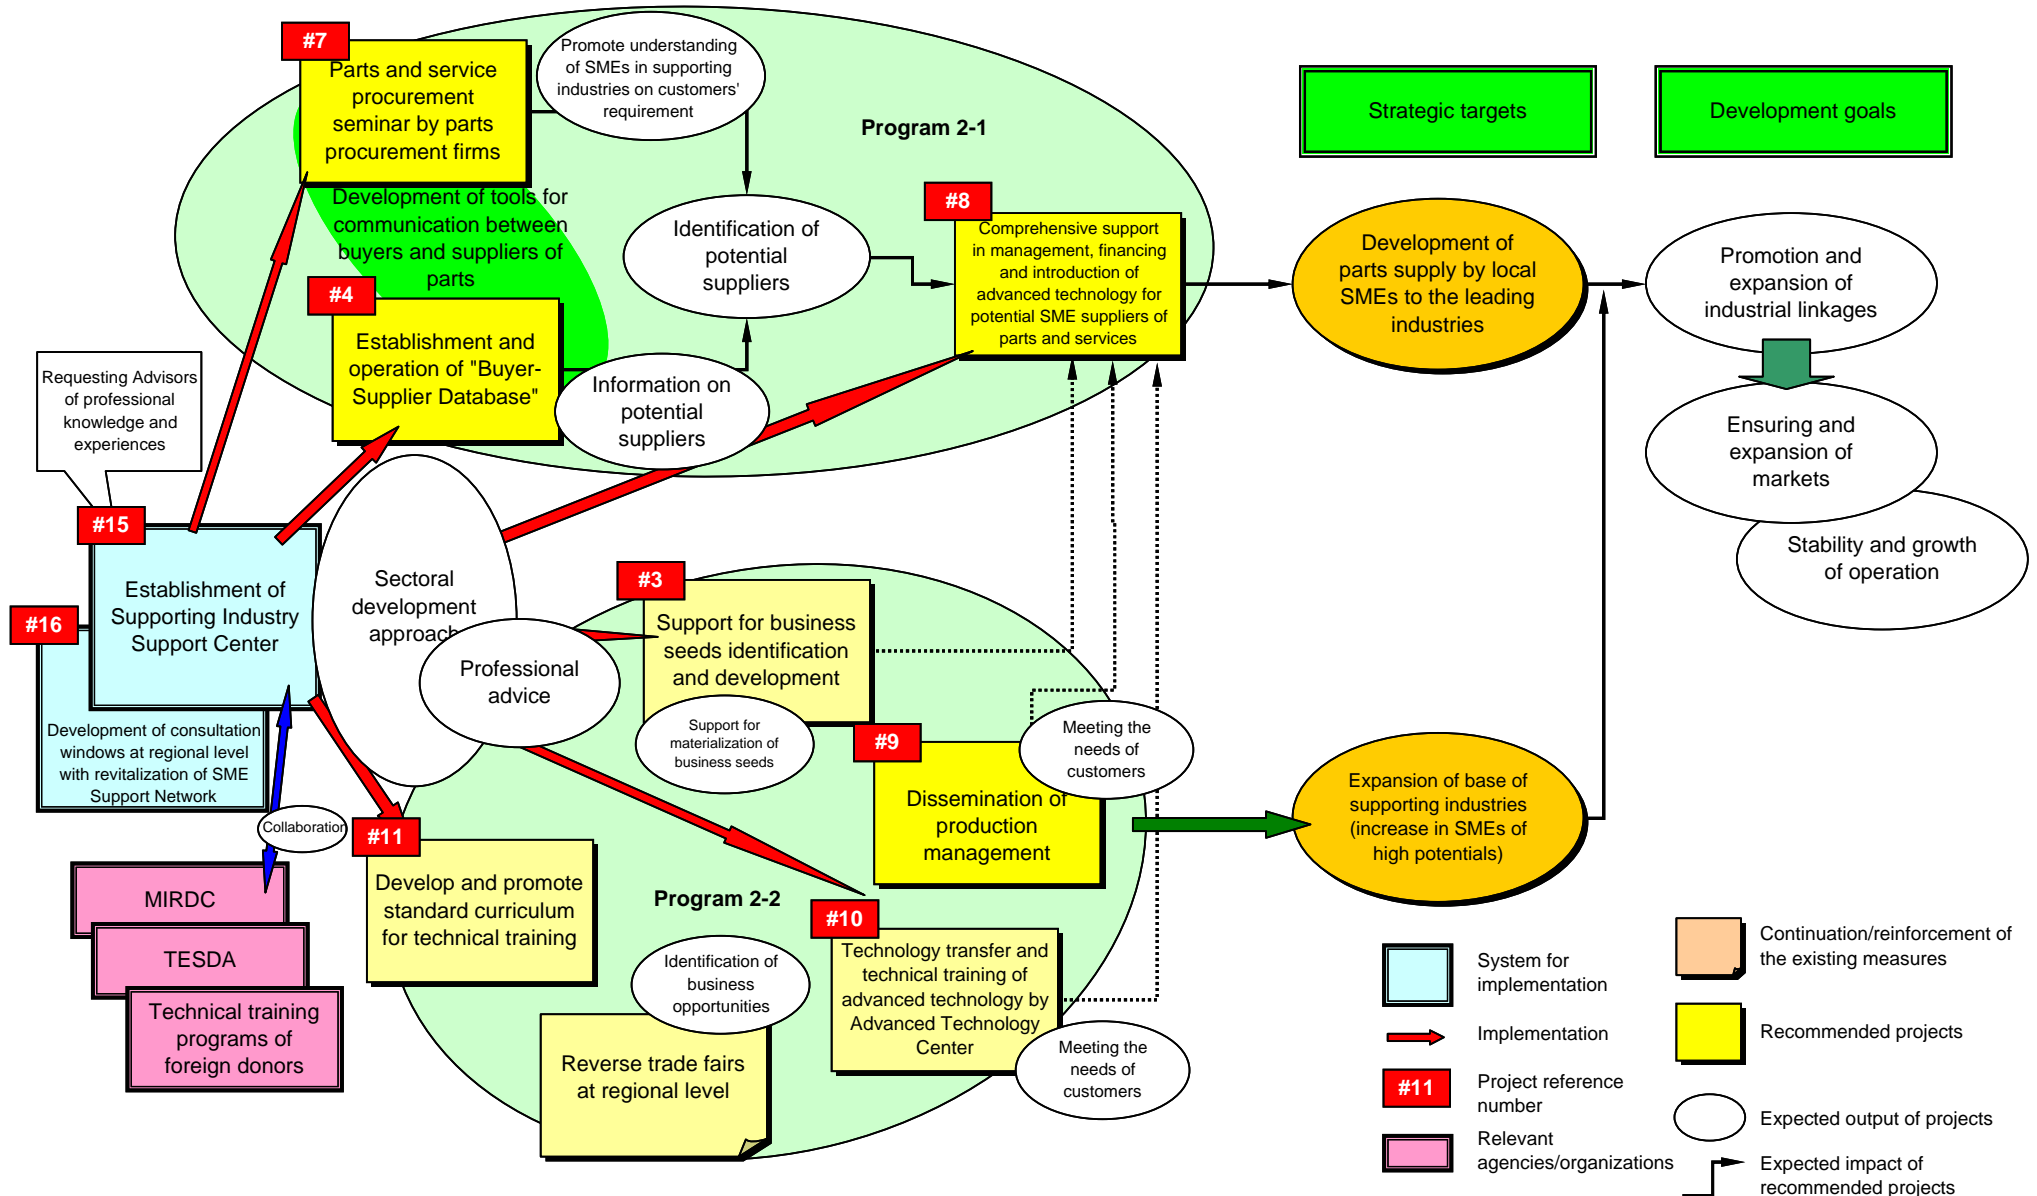 #7
Parts and service
procurement
seminar by parts
procurement firms
Promote understanding
of SMEs in supporting
industries on customers'
requirement
Program 2-1
Strategic targets
Development goals
Development of tools for
communication between
buyers and suppliers of
parts
Identification of
potential
suppliers
#8
Comprehensive support
in management, financing
and introduction of
advanced technology for
potential SME suppliers of
parts and services
Development of
parts supply by local
SMEs to the leading
industries
Promotion and
expansion of
industrial linkages
#4
Establishment and
operation of "Buyer-
Supplier Database"
Information on
potential
suppliers
Ensuring and
expansion of
markets
Stability and growth
of operation
Requesting Advisors
of professional
knowledge and
experiences
#15
Establishment of
Supporting Industry
Support Center
#16
Development of consultation
windows at regional level
with revitalization of SME
Support Network
Sectoral
development
approach
Professional
advice
#3
Support for business
seeds identification
and development
Support for
materialization of
business seeds
#9
Dissemination of
production
management
Meeting the
needs of
customers
Expansion of base of
supporting industries
(increase in SMEs of
high potentials)
Collaboration
MIRDC
TESDA
Technical training
programs of
foreign donors
#11
Develop and promote
standard curriculum
for technical training
Program 2-2
Identification of
business
opportunities
Reverse trade fairs
at regional level
#10
Technology transfer and
technical training of
advanced technology by
Advanced Technology
Center
Meeting the
needs of
customers
System for
implementation
Implementation
#11
Project reference
number
Relevant
agencies/organizations
Continuation/reinforcement of
the existing measures
Recommended projects
Expected output of projects
Expected impact of
recommended projects